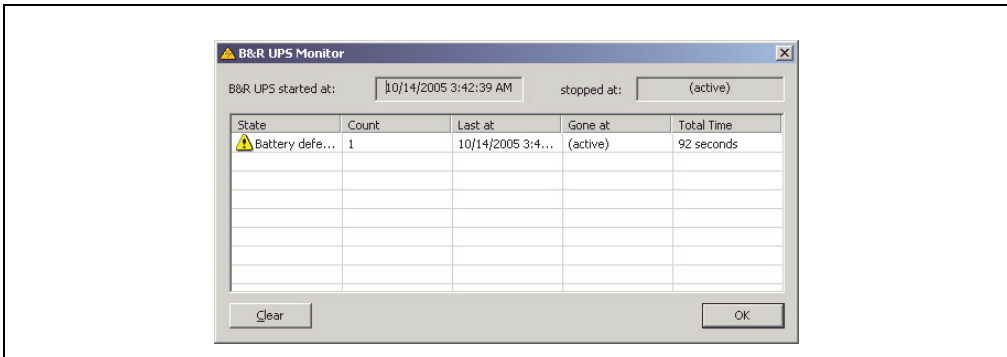 B&R UPS Monitor
B&R UPS started at: 10/14/2005 3:42:39 AM stopped at: (active)
State Count Last at Gone at Total Time
Battery defe... 1 10/14/2005 3:4... (active) 92 seconds
Clear OK